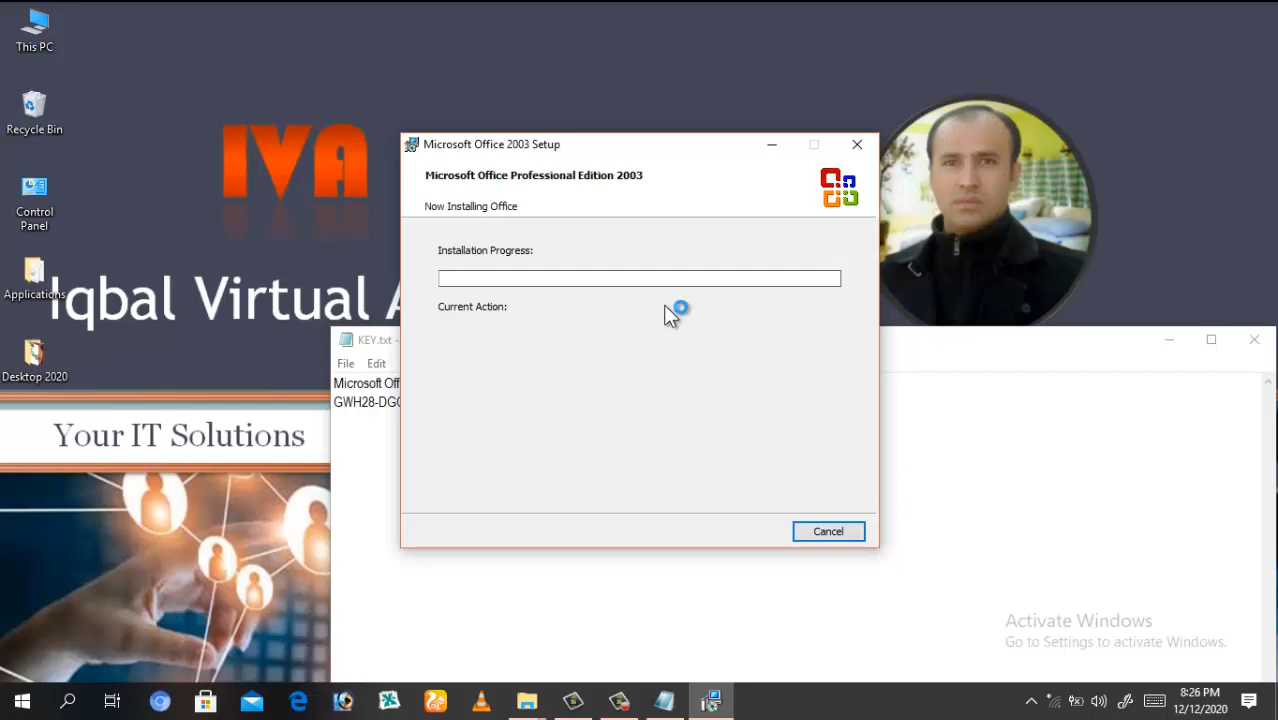 This PC
Recycle Bin
Control
Panel
Applications
Desktop 2020
IVA
Iqbal Virtual A
Your IT Solutions
Microsoft Office 2003 Setup
Microsoft Office Professional Edition 2003
Now Installing Office
Installation Progress:
Current Action:
Cancel
KEY.txt -
File Edit
Microsoft Off
GWH28-DGC
Activate Windows
Go to Settings to activate Windows.
8:26 PM
12/12/2020